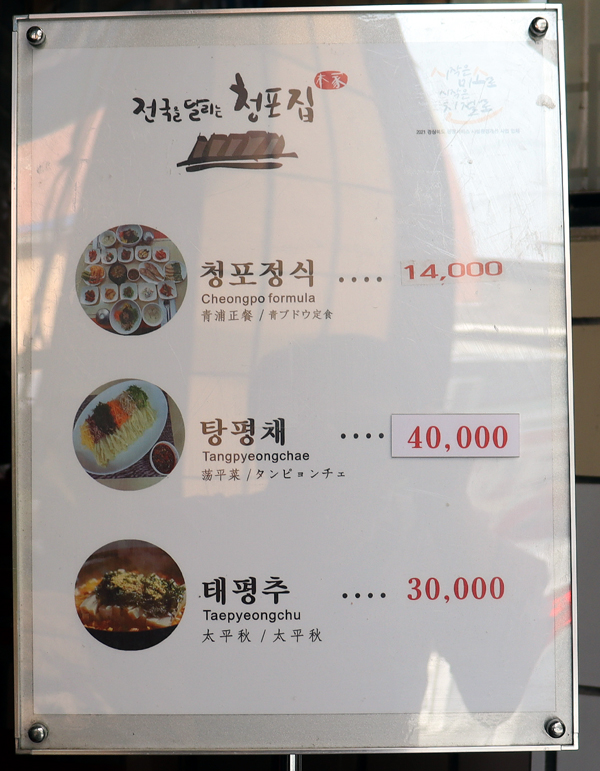 전국을 달리는 청포집
本家
청포정식 .... 14,000
Cheongpo formula
青浦正餐 / 青ブドウ定食
탕평채 .... 40,000
Tangpyeongchae
蕩平菜 / タンピョンチェ
태평추 .... 30,000
Taepyeongchu
太平秋 / 太平秋